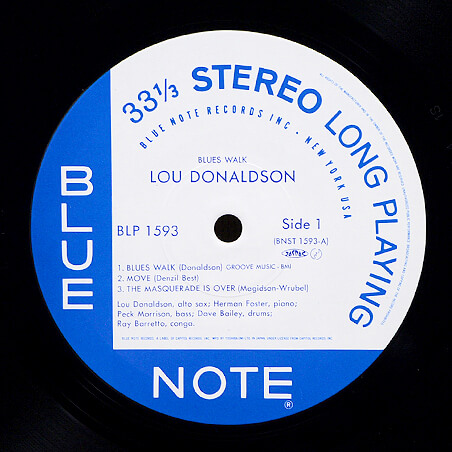 33 1/3 STEREO LONG PLAYING
BLUE NOTE RECORDS INC • NEW YORK USA
BLUES WALK
LOU DONALDSON
BLP 1593
Side 1
(BNST 1593-A)
1. BLUES WALK (Donaldson) GROOVE MUSIC-BMI
2. MOVE (Denzil Best)
3. THE MASQUERADE IS OVER (Magidson-Wrubel)
Lou Donaldson, alto sax; Herman Foster, piano;
Peck Morrison, bass; Dave Bailey, drums;
Ray Barretto, conga.
BLUE
NOTE®